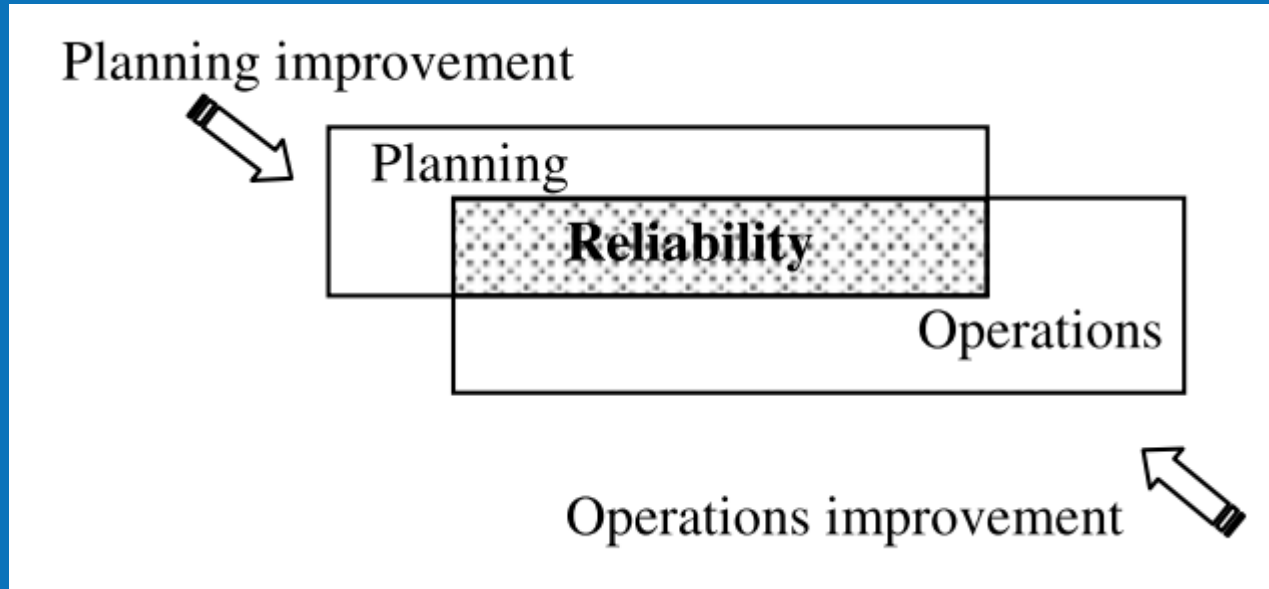 Planning improvement
Planning
Reliability
Operations
Operations improvement